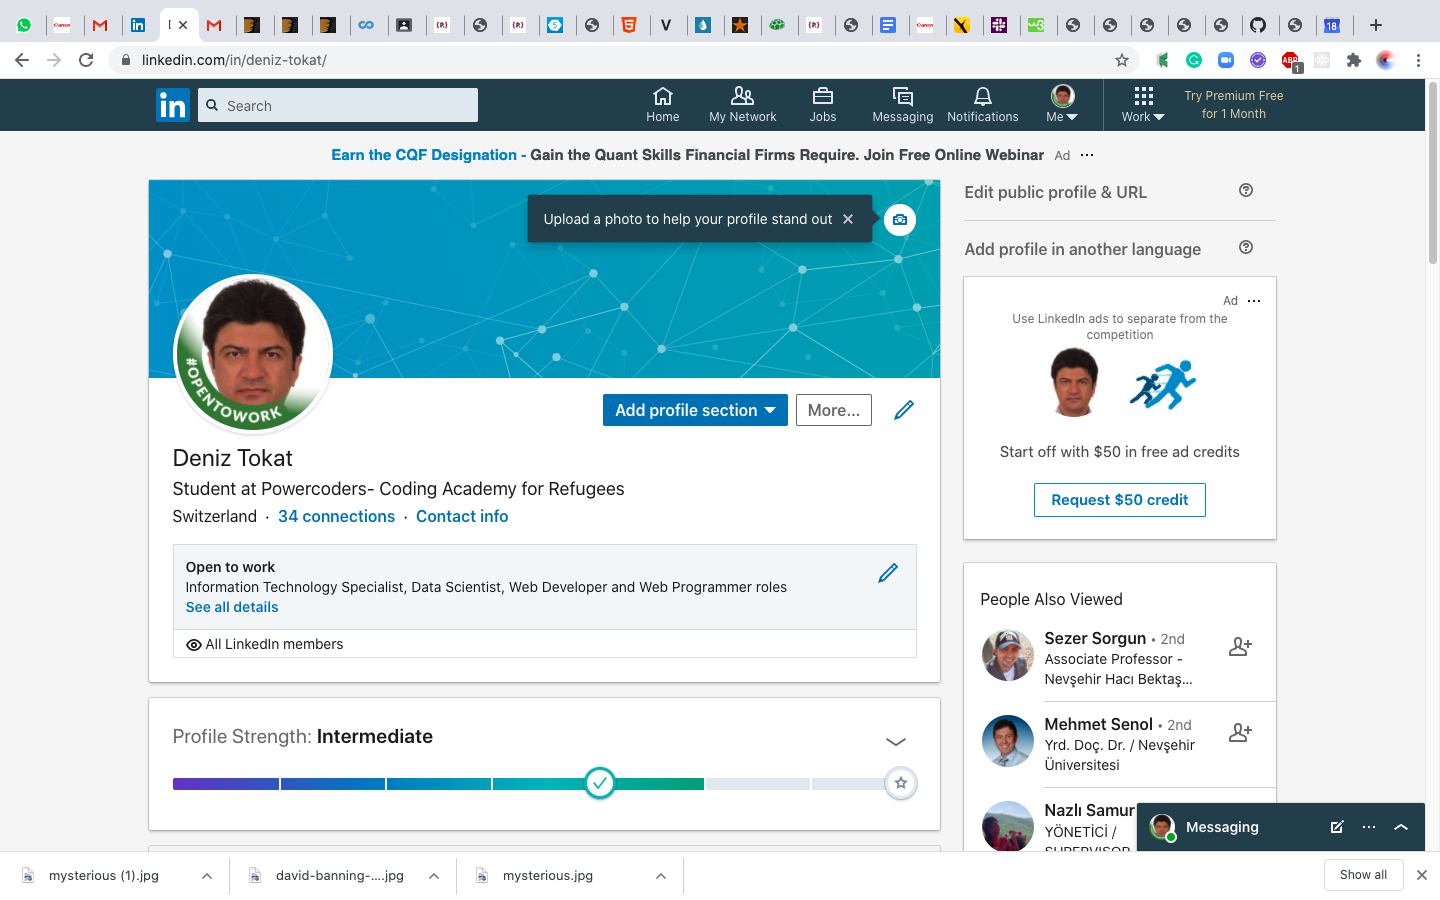 linkedin.com/in/deniz-tokat/
ABP
1
18
in
Search
Home
My Network
Jobs
Messaging
Notifications
Me
Work
Try Premium Free
for 1 Month
Earn the CQF Designation - Gain the Quant Skills Financial Firms Require. Join Free Online Webinar
Ad
Upload a photo to help your profile stand out
#OPENTOWORK
Add profile section
More...
Deniz Tokat
Student at Powercoders- Coding Academy for Refugees
Switzerland · 34 connections · Contact info
Open to work
Information Technology Specialist, Data Scientist, Web Developer and Web Programmer roles
See all details
All LinkedIn members
Profile Strength: Intermediate
Edit public profile & URL
Add profile in another language
Ad
Use LinkedIn ads to separate from the
competition
Start off with $50 in free ad credits
Request $50 credit
People Also Viewed
Sezer Sorgun • 2nd
Associate Professor -
Nevşehir Hacı Bektaş...
Mehmet Senol • 2nd
Yrd. Doç. Dr. / Nevşehir
Üniversitesi
Nazlı Samur
YÖNETİCİ /
SUPERVISOR
Messaging
mysterious (1).jpg
david-banning-....jpg
mysterious.jpg
Show all